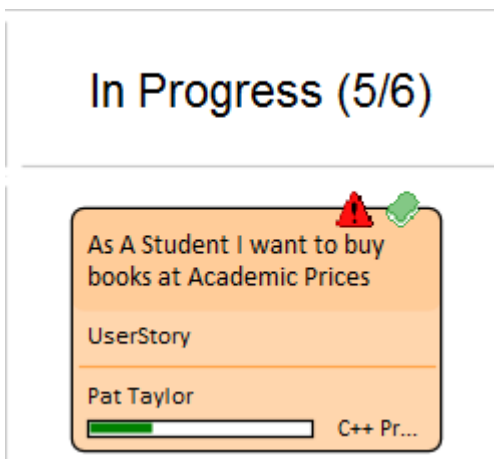 In Progress (5/6)
As A Student I want to buy
books at Academic Prices
UserStory
Pat Taylor
C++ Pr...